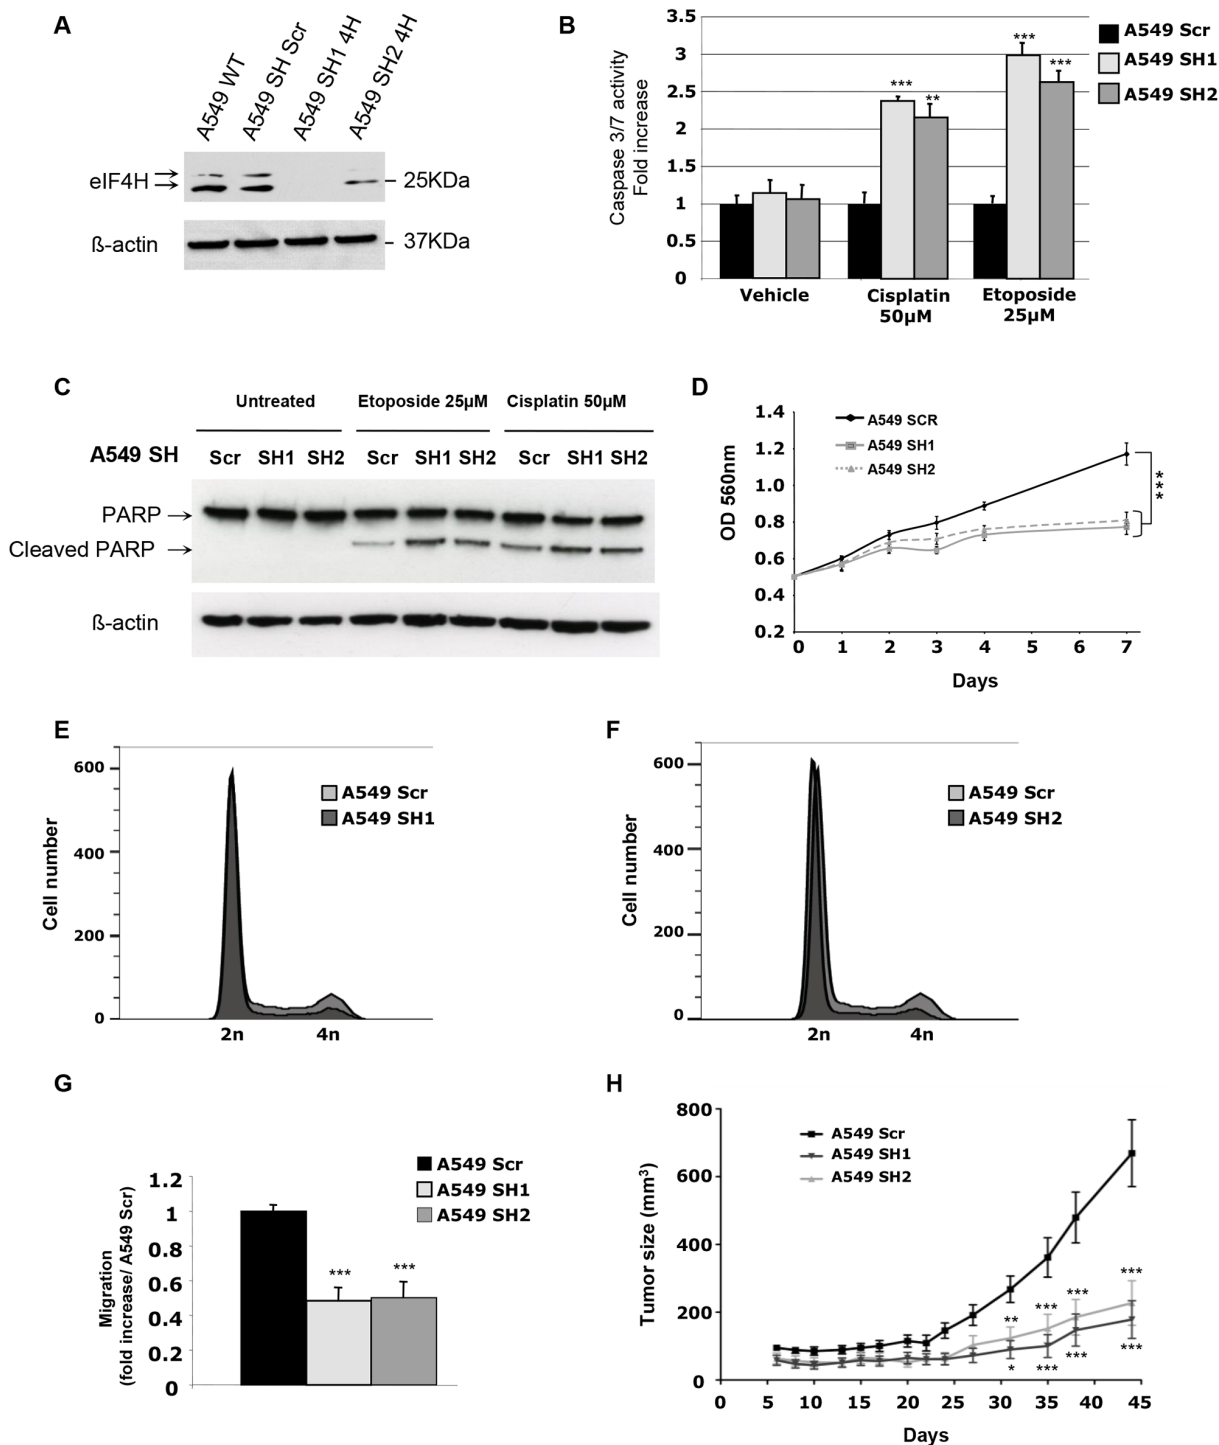 A
A549 WT
A549 SH Scr
A549 SH1 4H
A549 SH2 4H
eIF4H
25KDa
ß-actin
37KDa
B
Caspase 3/7 activity
Fold increase
3.5
3
2.5
2
1.5
1
0.5
0
***
**
***
***
Vehicle
Cisplatin
50µM
Etoposide
25µM
A549 Scr
A549 SH1
A549 SH2
C
Untreated
Etoposide 25µM
Cisplatin 50µM
A549 SH
Scr SH1 SH2 Scr SH1 SH2 Scr SH1 SH2
PARP
Cleaved PARP
ß-actin
D
OD 560nm
1.4
1.2
1.0
0.8
0.6
0.4
0.2
A549 SCR
A549 SH1
A549 SH2
***
0 1 2 3 4 5 6 7
Days
E
Cell number
600
400
200
0
A549 Scr
A549 SH1
2n 4n
F
Cell number
600
400
200
0
A549 Scr
A549 SH2
2n 4n
G
Migration
(fold increase/ A549 Scr)
1.2
1
0.8
0.6
0.4
0.2
0
A549 Scr
A549 SH1
A549 SH2
*** ***
H
Tumor size (mm³)
800
600
400
200
0
A549 Scr
A549 SH1
A549 SH2
** *** *** ***
* *** *** ***
0 5 10 15 20 25 30 35 40 45
Days